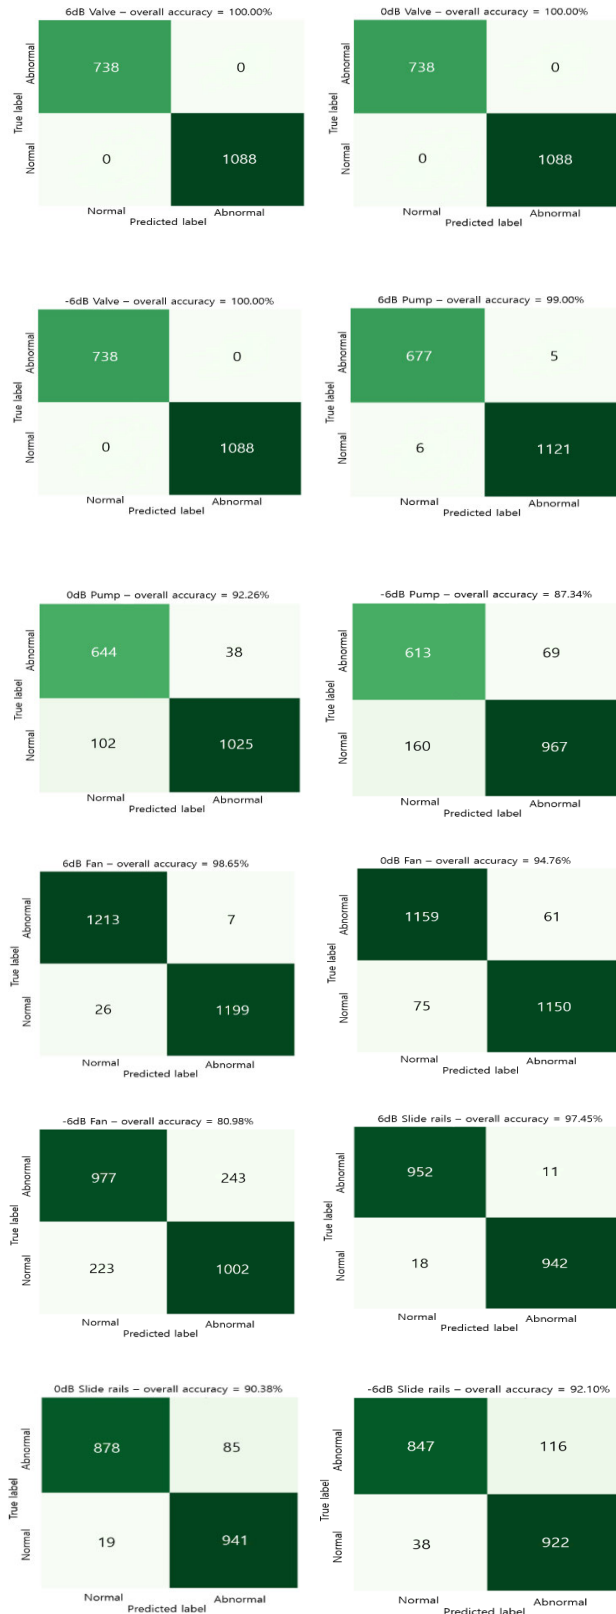 6dB Valve – overall accuracy = 100.00%
True label
Abnormal
Normal
738 0
0 1088
Normal Abnormal
Predicted label
0dB Valve – overall accuracy = 100.00%
True label
Abnormal
Normal
738 0
0 1088
Normal Abnormal
Predicted label
-6dB Valve – overall accuracy = 100.00%
True label
Abnormal
Normal
738 0
0 1088
Normal Abnormal
Predicted label
6dB Pump – overall accuracy = 99.00%
True label
Abnormal
Normal
677 5
6 1121
Normal Abnormal
Predicted label
0dB Pump – overall accuracy = 92.26%
True label
Abnormal
Normal
644 38
102 1025
Normal Abnormal
Predicted label
-6dB Pump – overall accuracy = 87.34%
True label
Abnormal
Normal
613 69
160 967
Normal Abnormal
Predicted label
6dB Fan – overall accuracy = 98.65%
True label
Abnormal
Normal
1213 7
26 1199
Normal Abnormal
Predicted label
0dB Fan – overall accuracy = 94.76%
True label
Abnormal
Normal
1159 61
75 1150
Normal Abnormal
Predicted label
-6dB Fan – overall accuracy = 80.98%
True label
Abnormal
Normal
977 243
223 1002
Normal Abnormal
Predicted label
6dB Slide rails – overall accuracy = 97.45%
True label
Abnormal
Normal
952 11
18 942
Normal Abnormal
Predicted label
0dB Slide rails – overall accuracy = 90.38%
True label
Abnormal
Normal
878 85
19 941
Normal Abnormal
Predicted label
-6dB Slide rails – overall accuracy = 92.10%
True label
Abnormal
Normal
847 116
38 922
Normal Abnormal
Predicted label